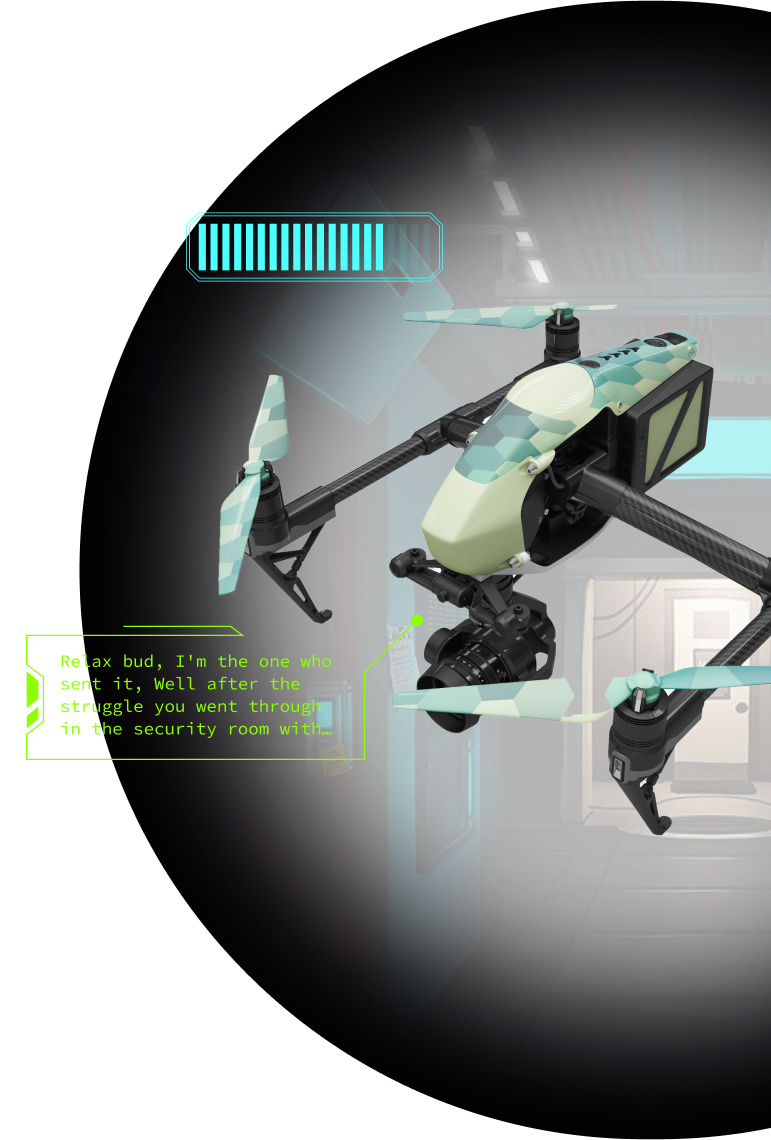 Relax bud, I'm the one who
sent it, Well after the
struggle you went through
in the security room with…